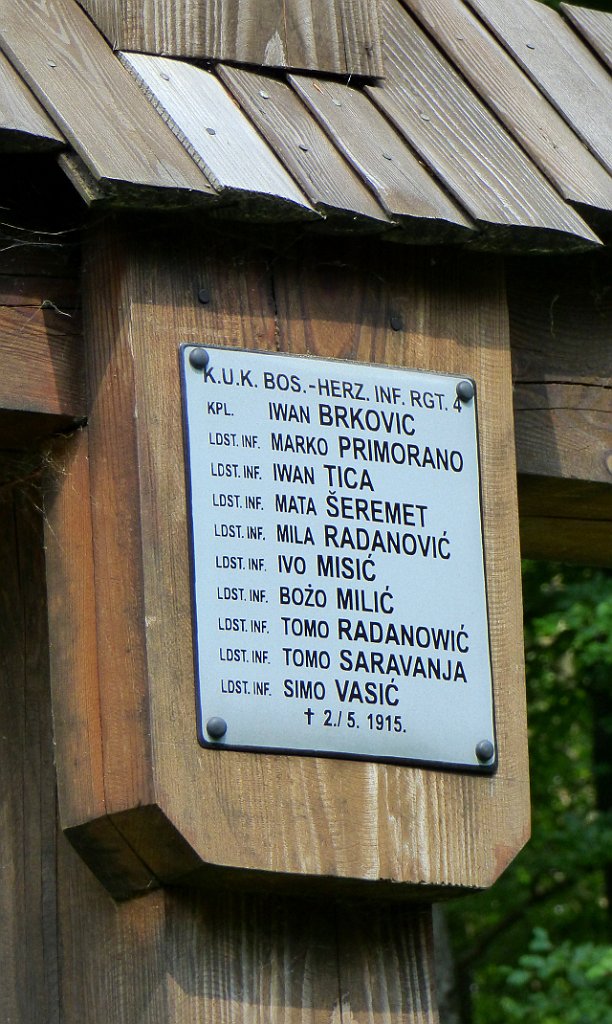 K.U.K. BOS.-HERZ. INF. RGT. 4
KPL. IWAN BRKOVIC
LDST. INF. MARKO PRIMORANO
LDST. INF. IWAN TICA
LDST. INF. MATA ŠEREMET
LDST. INF. MILA RADANOVIĆ
LDST. INF. IVO MISIĆ
LDST. INF. BOŻO MILIĆ
LDST. INF. TOMO RADANOWIĆ
LDST. INF. TOMO SARAVANJA
LDST. INF. SIMO VASIĆ
† 2./ 5. 1915.